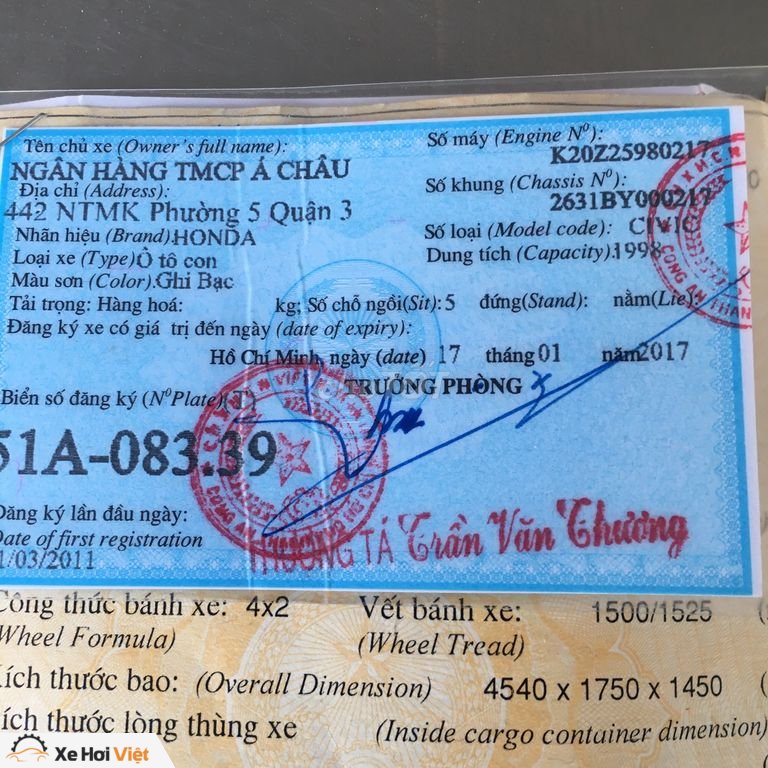 Tên chủ xe (Owner's full name):
NGÂN HÀNG TMCP Á CHÂU
Địa chỉ (Address):
442 NTMK Phường 5 Quận 3
Nhãn hiệu (Brand): HONDA
Loại xe (Type) Ô tô con
Màu sơn (Color) Ghi Bạc
Số máy (Engine Nº):
K20Z25980217
Số khung (Chassis Nº):
2631BY000217
Số loại (Model code): CIVIC
Dung tích (Capacity): 1998
Tải trọng: Hàng hoá: kg; Số chỗ ngồi(Sit): 5 đứng(Stand): nằm(Lie):
Đăng ký xe có giá trị đến ngày (date of expiry):
Hồ Chí Minh, ngày (date) 17 tháng 01 năm 2017
TRƯỞNG PHÒNG
Biển số đăng ký (Nº Plate) (T)
51A-083.39
Đăng ký lần đầu ngày:
Date of first registration
1/03/2011
THƯỢNG TÁ Trần Văn Thương
Công thức bánh xe: 4x2 Vết bánh xe: 1500/1525
(Wheel Formula) (Wheel Tread)
Kích thước bao: (Overall Dimension) 4540 x 1750 x 1450
ích thước lòng thùng xe (Inside cargo container dimension)
Xe Hơi Việt